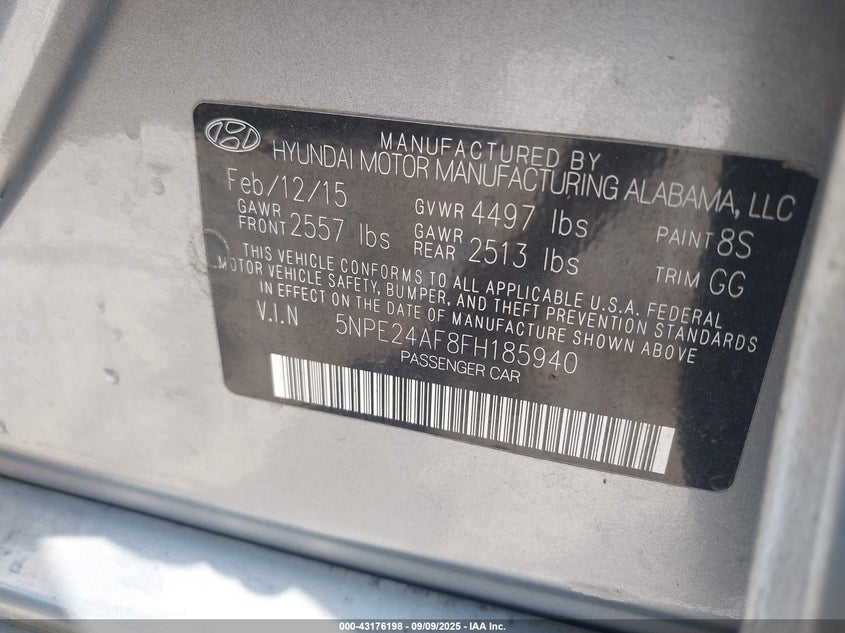 MANUFACTURED BY
HYUNDAI MOTOR MANUFACTURING ALABAMA, LLC
Feb/12/15 GVWR 4497 lbs PAINT 8S
GAWR FRONT 2557 lbs GAWR REAR 2513 lbs TRIM GG
THIS VEHICLE CONFORMS TO ALL APPLICABLE U.S.A. FEDERAL
MOTOR VEHICLE SAFETY, BUMPER, AND THEFT PREVENTION STANDARDS
IN EFFECT ON THE DATE OF MANUFACTURE SHOWN ABOVE
V.I.N 5NPE24AF8FH185940
PASSENGER CAR
000-43176198 - 09/09/2025 - IAA Inc.